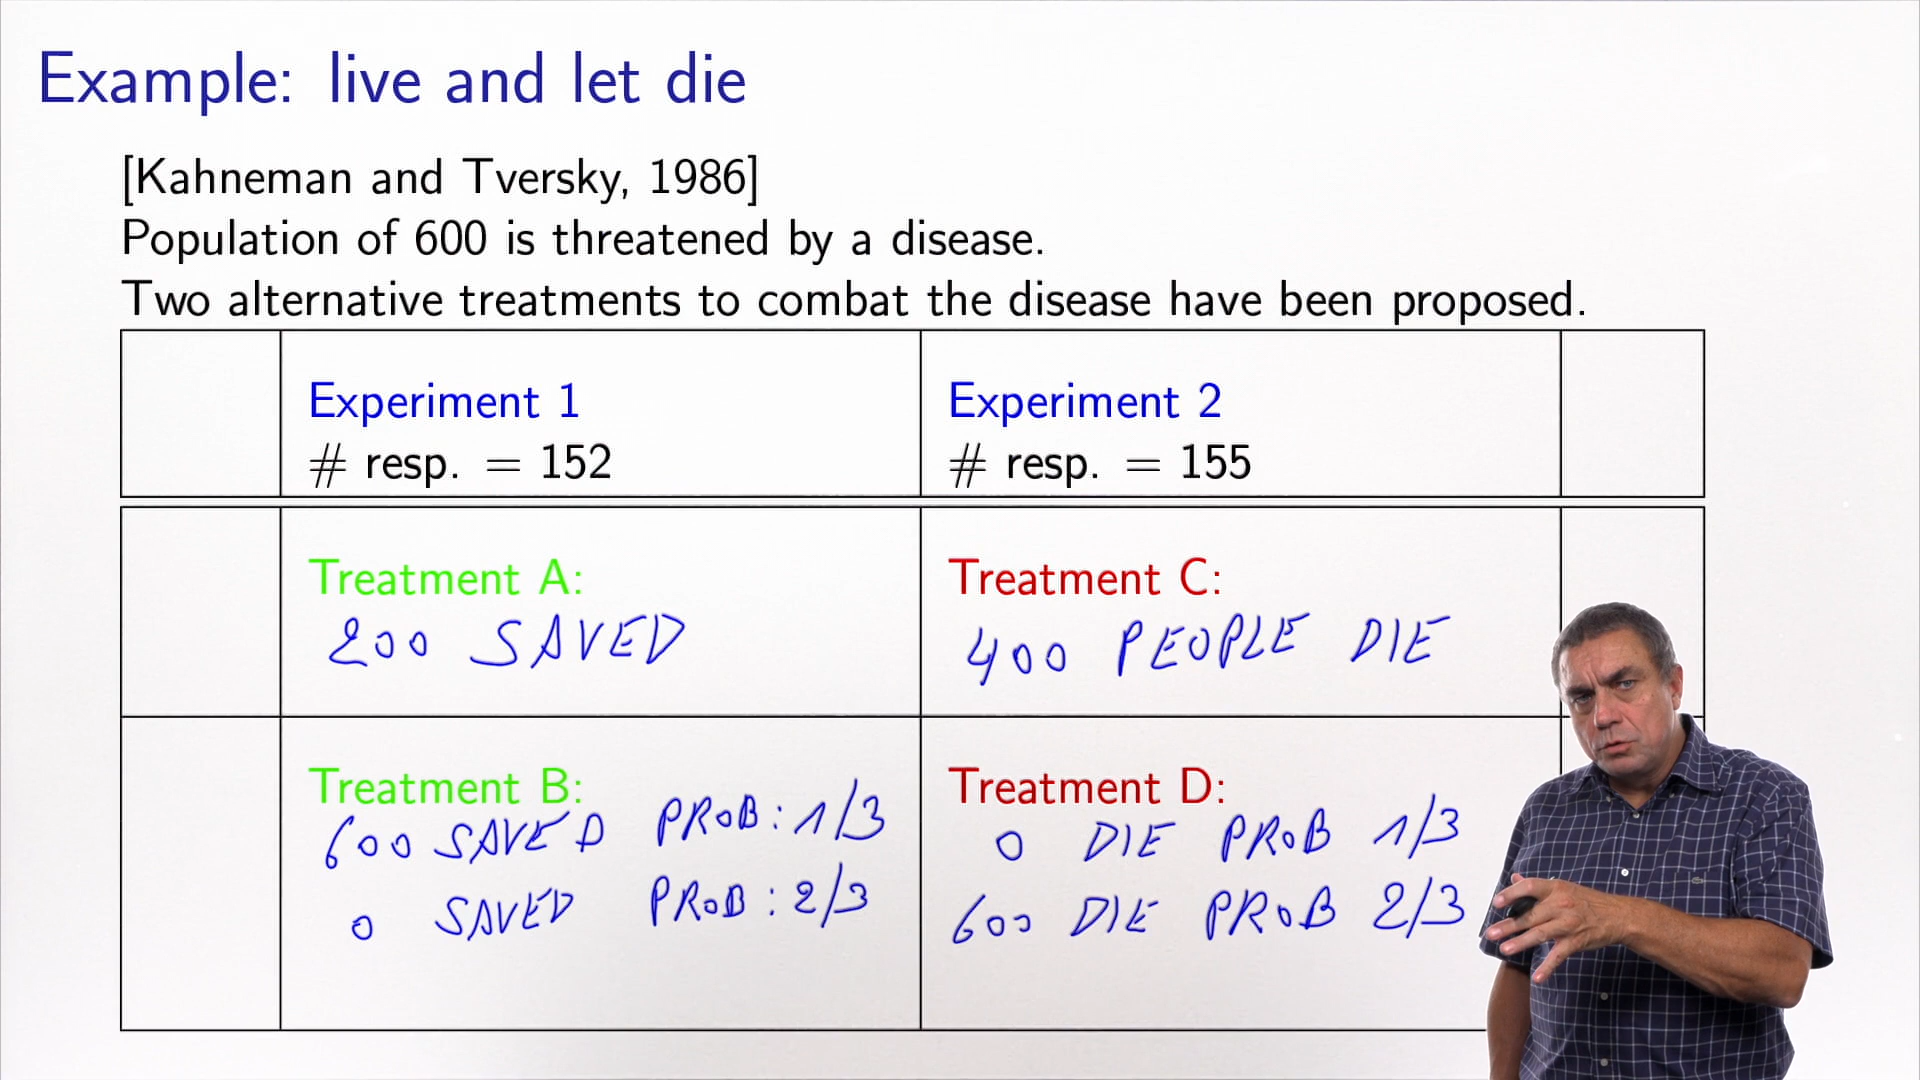 Example: live and let die
[Kahneman and Tversky, 1986]
Population of 600 is threatened by a disease.
Two alternative treatments to combat the disease have been proposed.
Experiment 1
# resp. = 152
Experiment 2
# resp. = 155
Treatment A:
200 SAVED
Treatment C:
400 PEOPLE DIE
Treatment B:
600 SAVED PROB: 1/3
0 SAVED PROB: 2/3
Treatment D:
0 DIE PROB 1/3
600 DIE PROB 2/3